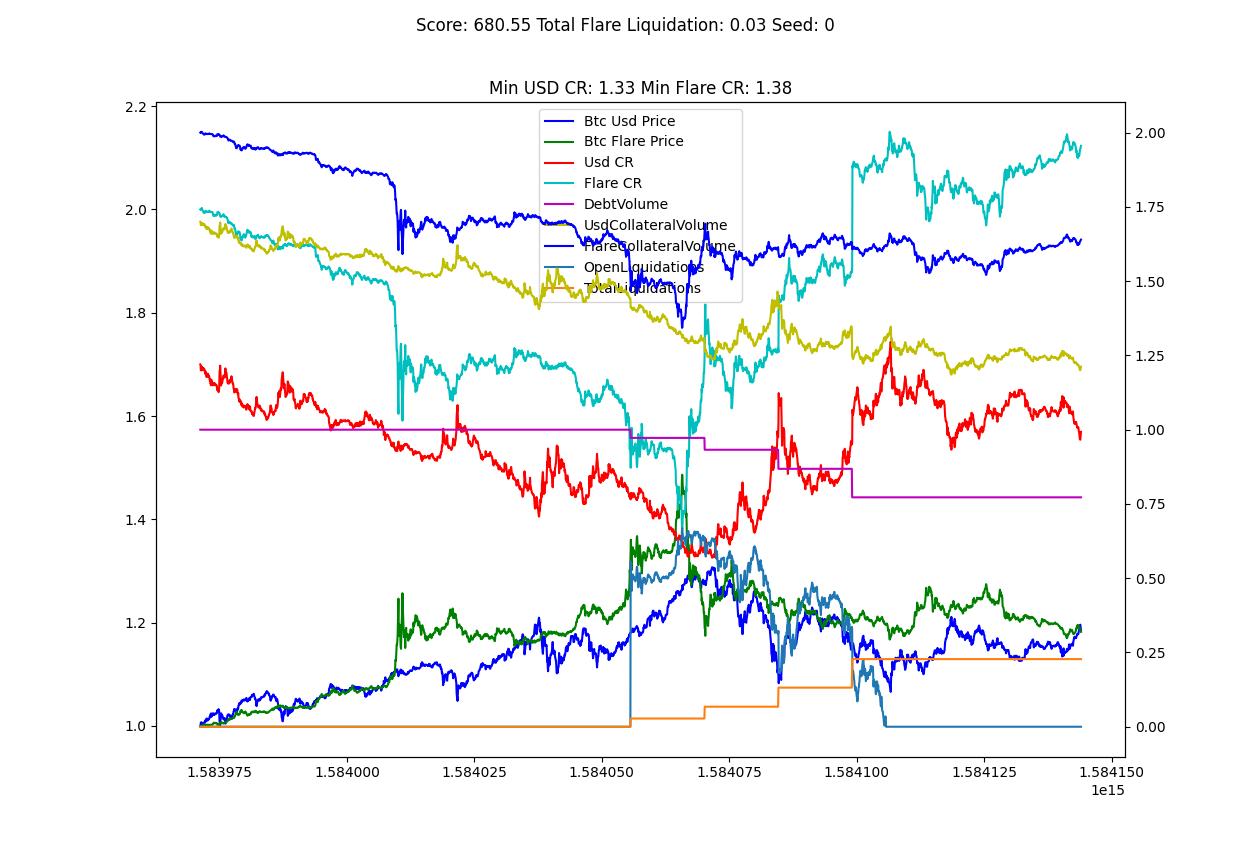 Score: 680.55 Total Flare Liquidation: 0.03 Seed: 0
Min USD CR: 1.33 Min Flare CR: 1.38
Btc Usd Price
Btc Flare Price
Usd CR
Flare CR
DebtVolume
UsdCollateralVolume
FlareCollateralVolume
OpenLiquidations
TotalLiquidations
2.2
2.0
1.8
1.6
1.4
1.2
1.0
2.00
1.75
1.50
1.25
1.00
0.75
0.50
0.25
0.00
1.583975 1.584000 1.584025 1.584050 1.584075 1.584100 1.584125 1.584150
1e15